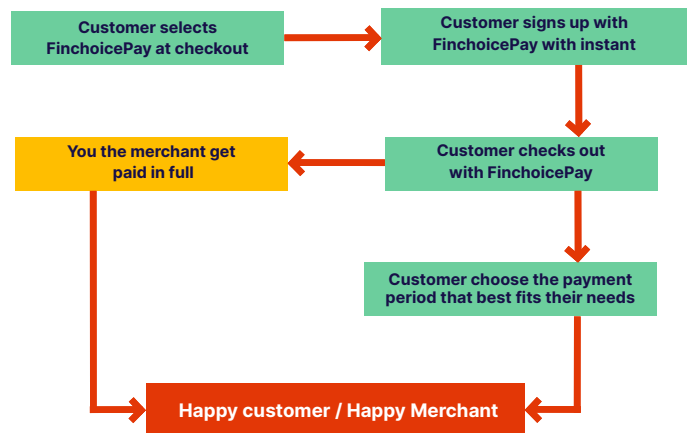 Customer selects
FinchoicePay at checkout
Customer signs up with
FinchoicePay with instant
You the merchant get
paid in full
Customer checks out
with FinchoicePay
Customer choose the payment
period that best fits their needs
Happy customer / Happy Merchant